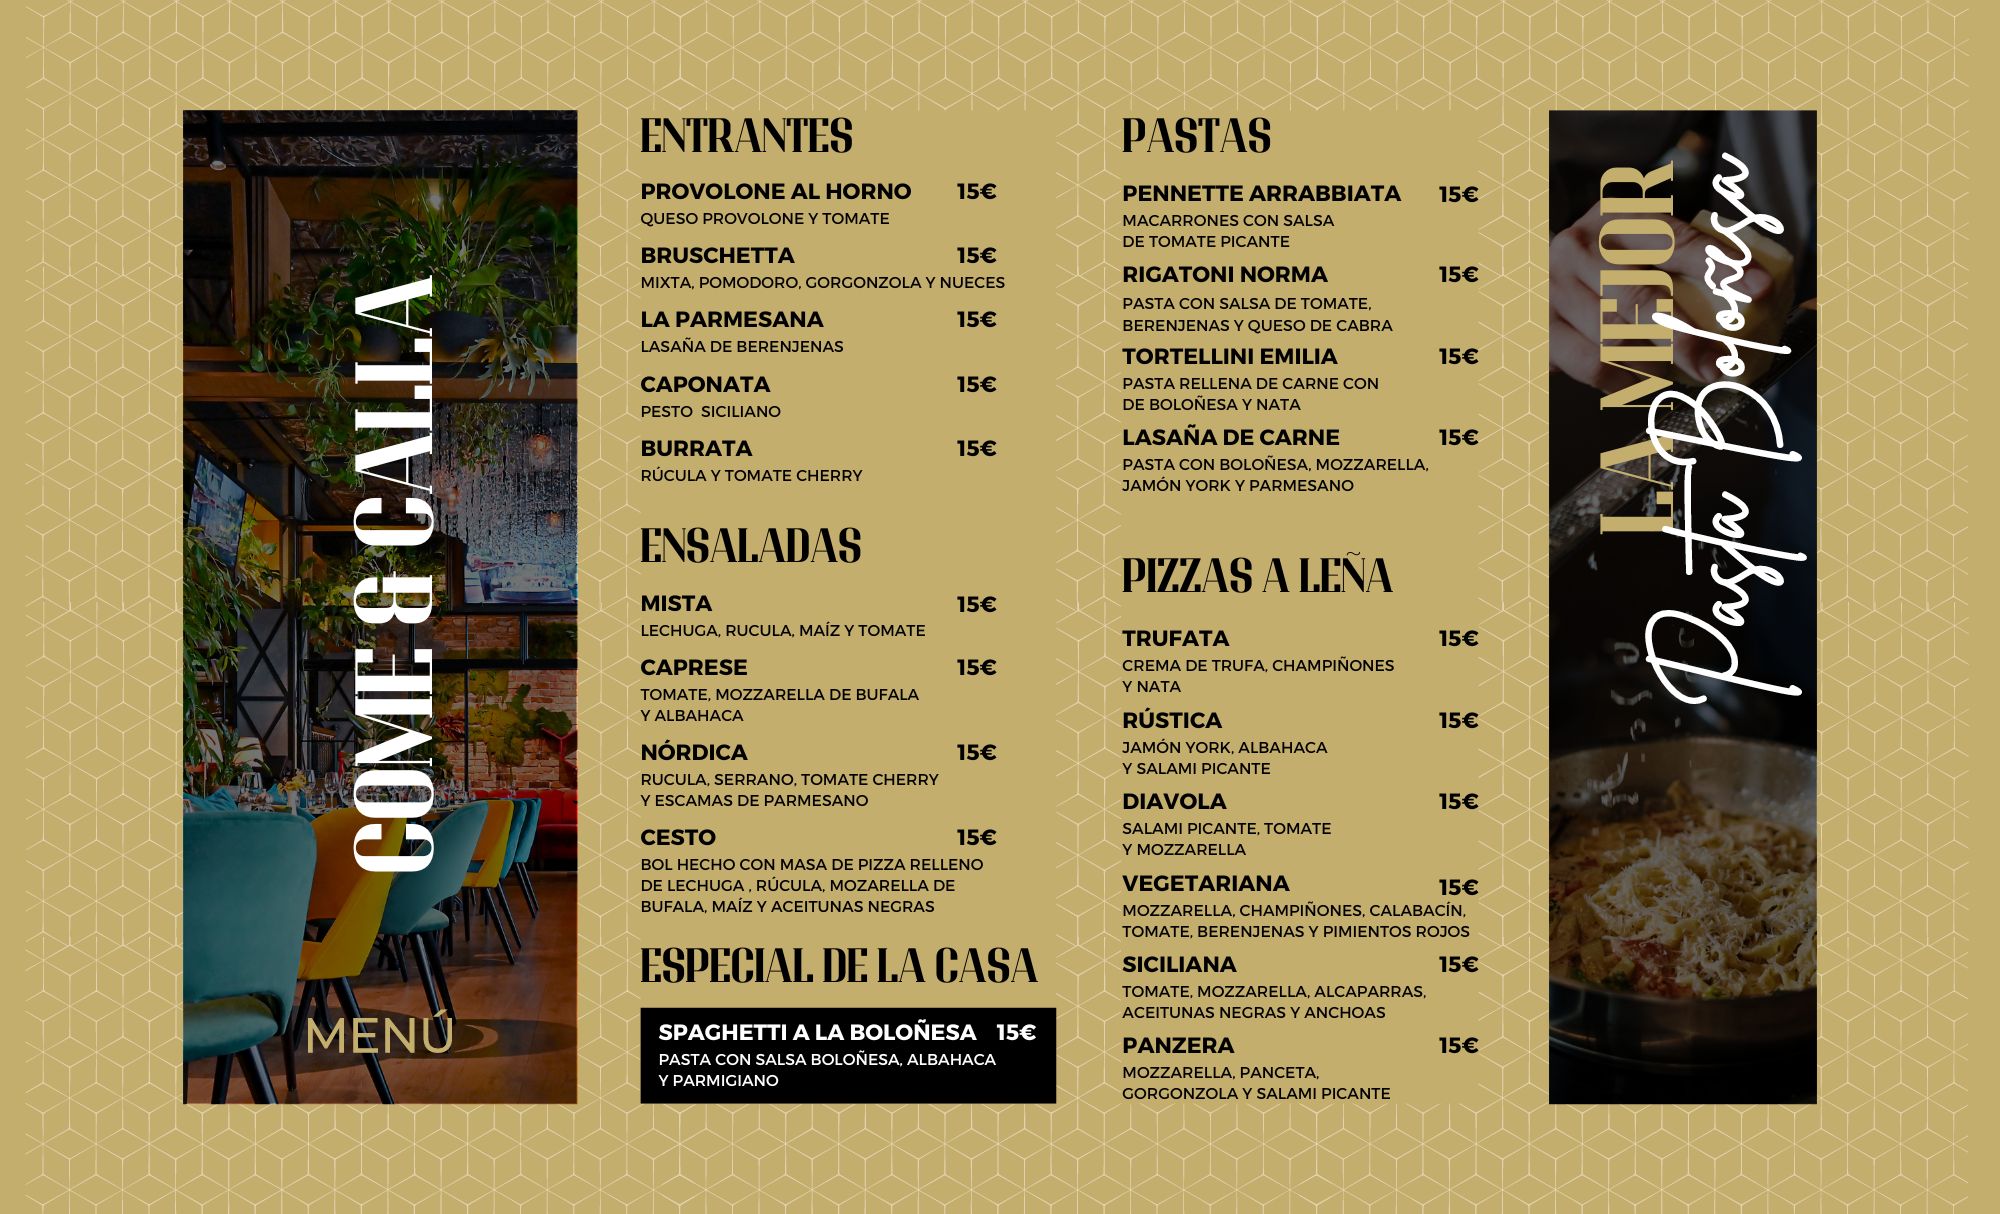 COME & CALLA
MENÚ
ENTRANTES
PROVOLONE AL HORNO 15€
QUESO PROVOLONE Y TOMATE
BRUSCHETTA 15€
MIXTA, POMODORO, GORGONZOLA Y NUECES
LA PARMESANA 15€
LASAÑA DE BERENJENAS
CAPONATA 15€
PESTO SICILIANO
BURRATA 15€
RÚCULA Y TOMATE CHERRY
ENSALADAS
MISTA 15€
LECHUGA, RUCULA, MAÍZ Y TOMATE
CAPRESE 15€
TOMATE, MOZZARELLA DE BUFALA
Y ALBAHACA
NÓRDICA 15€
RUCULA, SERRANO, TOMATE CHERRY
Y ESCAMAS DE PARMESANO
CESTO 15€
BOL HECHO CON MASA DE PIZZA RELLENO
DE LECHUGA , RÚCULA, MOZARELLA DE
BUFALA, MAÍZ Y ACEITUNAS NEGRAS
ESPECIAL DE LA CASA
SPAGHETTI A LA BOLOÑESA 15€
PASTA CON SALSA BOLOÑESA, ALBAHACA
Y PARMIGIANO
PASTAS
PENNETTE ARRABBIATA 15€
MACARRONES CON SALSA
DE TOMATE PICANTE
RIGATONI NORMA 15€
PASTA CON SALSA DE TOMATE,
BERENJENAS Y QUESO DE CABRA
TORTELLINI EMILIA 15€
PASTA RELLENA DE CARNE CON
DE BOLOÑESA Y NATA
LASAÑA DE CARNE 15€
PASTA CON BOLOÑESA, MOZZARELLA,
JAMÓN YORK Y PARMESANO
PIZZAS A LEÑA
TRUFATA 15€
CREMA DE TRUFA, CHAMPIÑONES
Y NATA
RÚSTICA 15€
JAMÓN YORK, ALBAHACA
Y SALAMI PICANTE
DIAVOLA 15€
SALAMI PICANTE, TOMATE
Y MOZZARELLA
VEGETARIANA 15€
MOZZARELLA, CHAMPIÑONES, CALABACÍN,
TOMATE, BERENJENAS Y PIMIENTOS ROJOS
SICILIANA 15€
TOMATE, MOZZARELLA, ALCAPARRAS,
ACEITUNAS NEGRAS Y ANCHOAS
PANZERA 15€
MOZZARELLA, PANCETA,
GORGONZOLA Y SALAMI PICANTE
LA MEJOR
Pasta Boloñesa